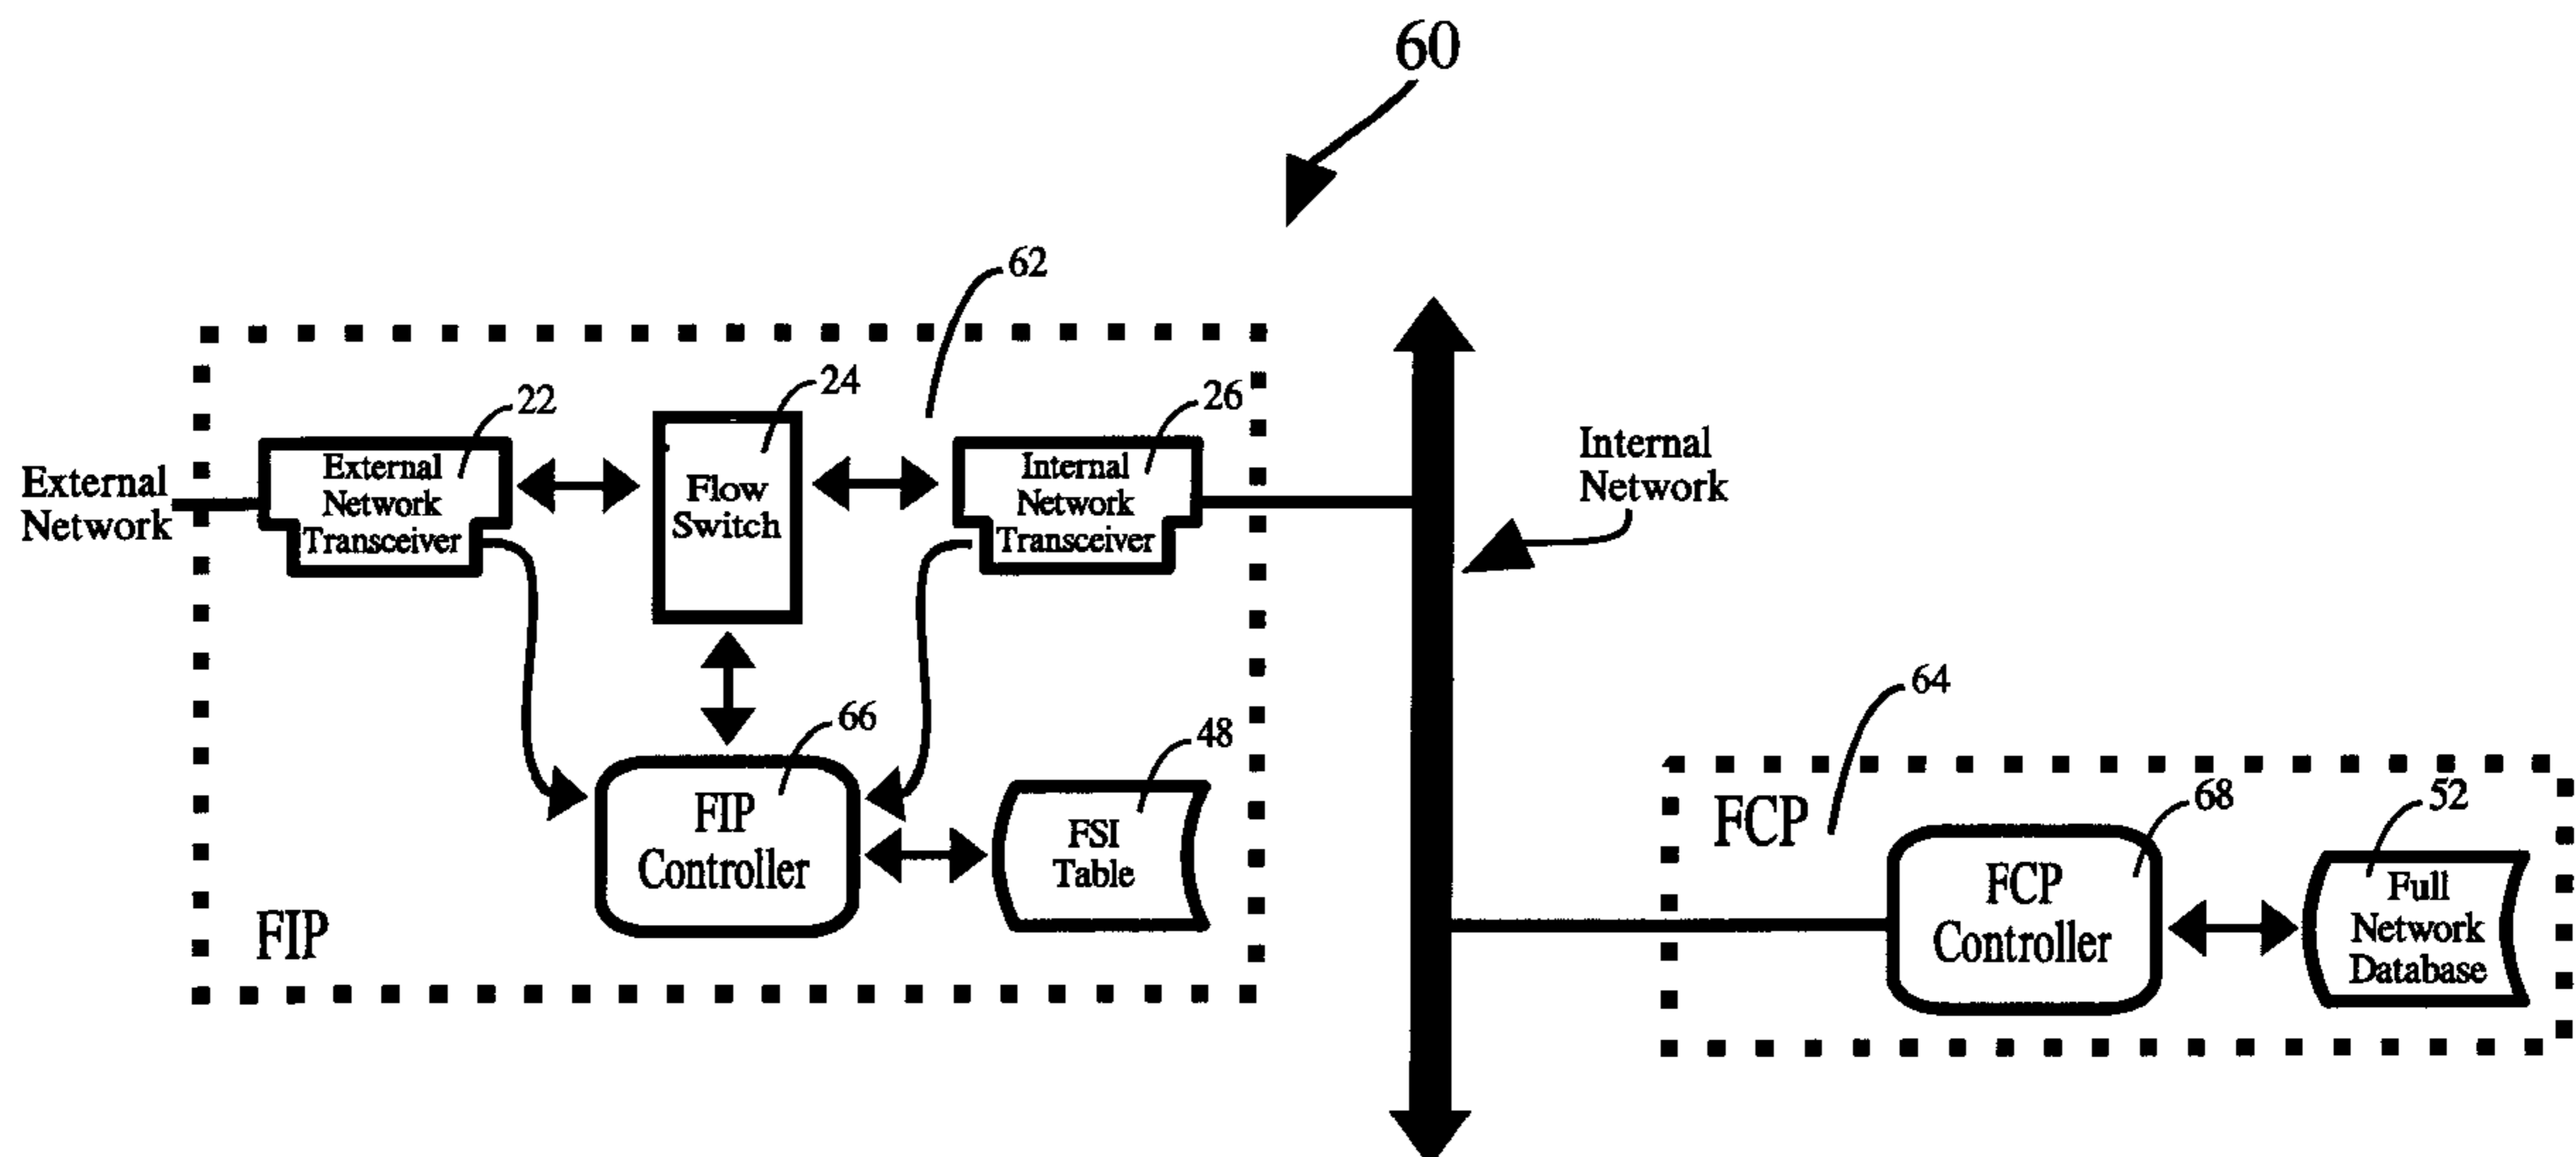 60
62
22
24
26
External
Network
External
Network
Transceiver
Flow
Switch
Internal
Network
Transceiver
Internal
Network
66
48
FIP
Controller
FSI
Table
FIP
64
FCP
68
52
FCP
Controller
Full
Network
Database